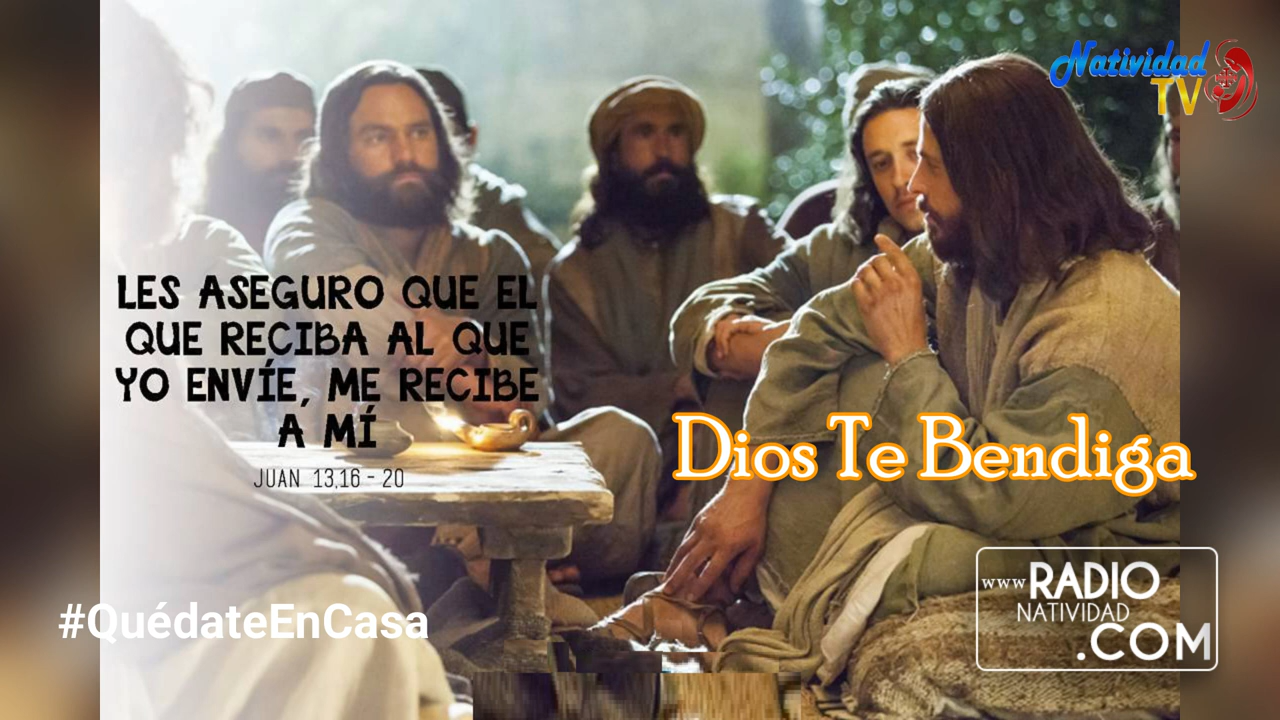 Natividad
TV
LES ASEGURO QUE EL
QUE RECIBA AL QUE
YO ENVÍE, ME RECIBE
A MÍ
JUAN 13,16 - 20
Dios Te Bendiga
www RADIO
NATIVIDAD
.COM
#QuédateEnCasa